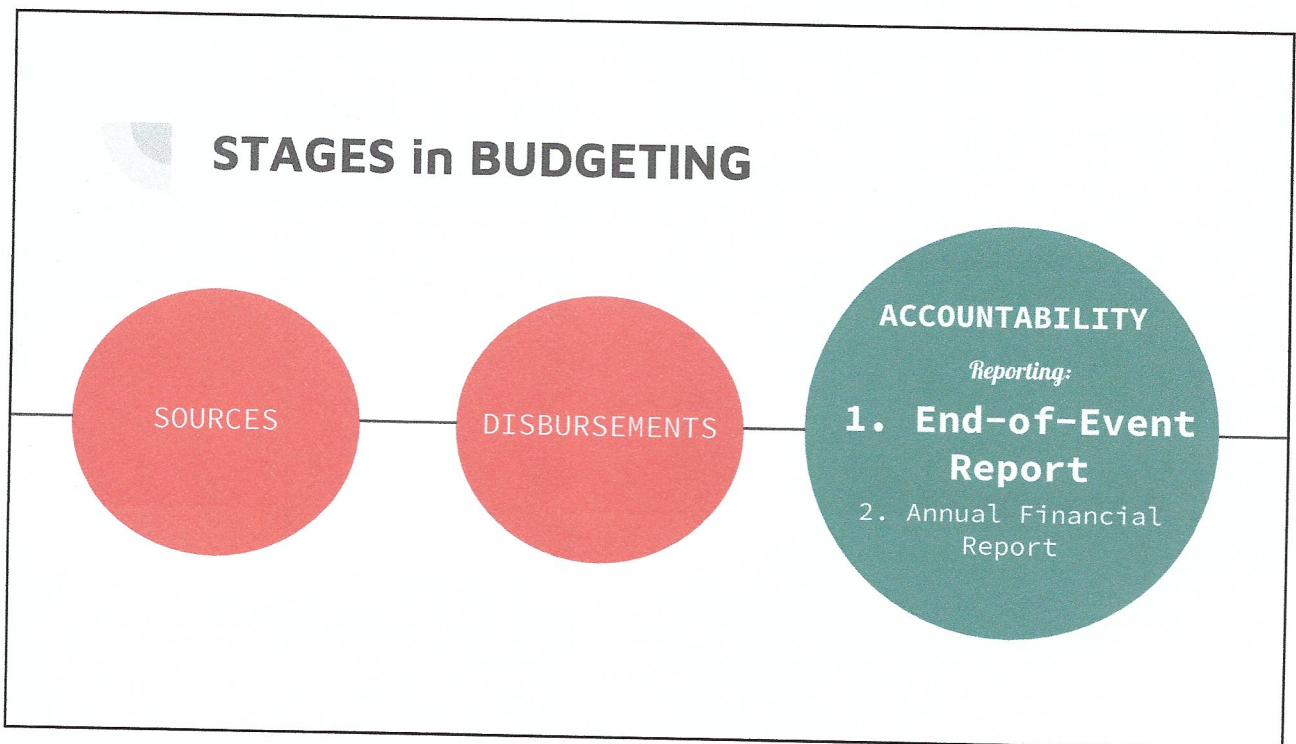 STAGES in BUDGETING
SOURCES
DISBURSEMENTS
ACCOUNTABILITY
Reporting:
1. End-of-Event
Report
2. Annual Financial
Report